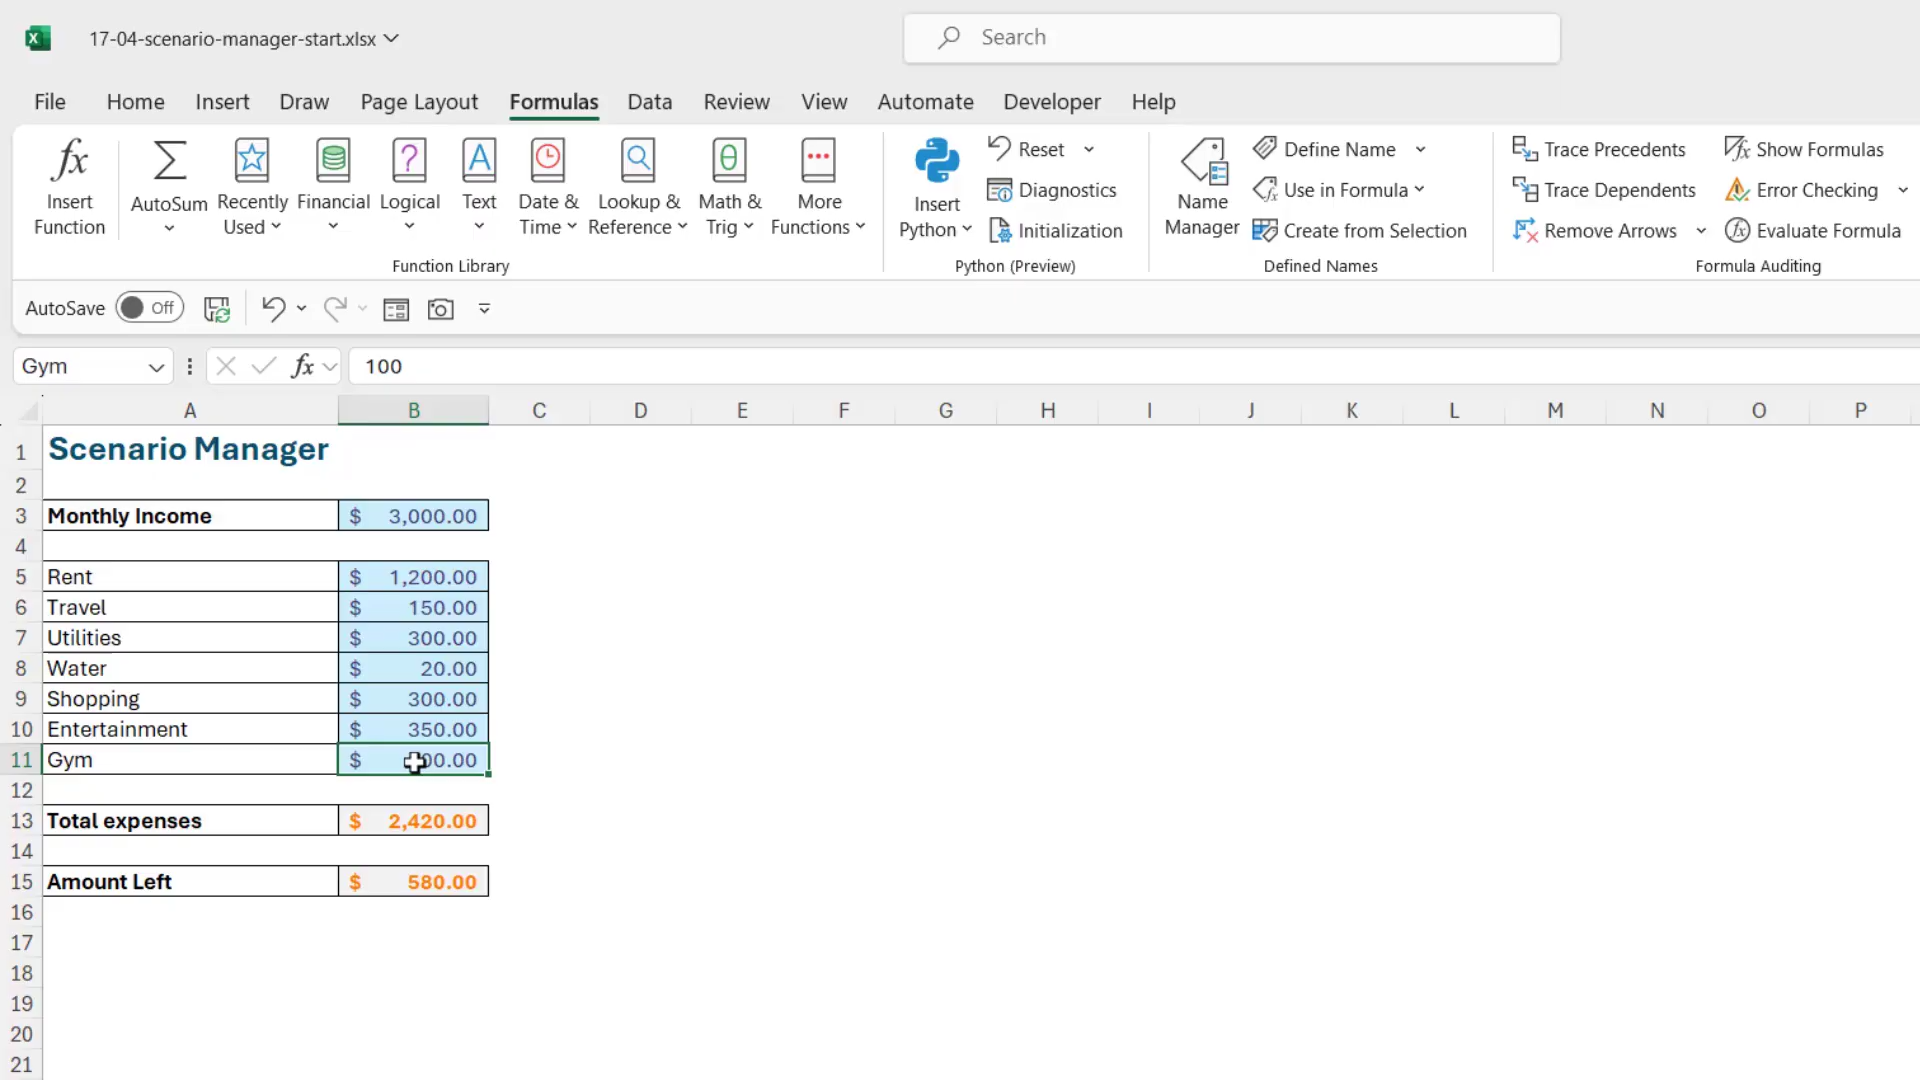 17-04-scenario-manager-start.xlsx
Search
File Home Insert Draw Page Layout Formulas Data Review View Automate Developer Help
Insert Function
AutoSum
Recently Used
Financial
Logical
Text
Date & Time
Lookup & Reference
Math & Trig
More Functions
Function Library
Insert Python
Reset
Diagnostics
Initialization
Python (Preview)
Name Manager
Define Name
Use in Formula
Create from Selection
Defined Names
Trace Precedents
Trace Dependents
Remove Arrows
Show Formulas
Error Checking
Evaluate Formula
Formula Auditing
AutoSave Off
Gym fx 100
A B C D E F G H I J K L M N O P
1 Scenario Manager
2
3 Monthly Income $ 3,000.00
4
5 Rent $ 1,200.00
6 Travel $ 150.00
7 Utilities $ 300.00
8 Water $ 20.00
9 Shopping $ 300.00
10 Entertainment $ 350.00
11 Gym $ 00.00
12
13 Total expenses $ 2,420.00
14
15 Amount Left $ 580.00
16
17
18
19
20
21